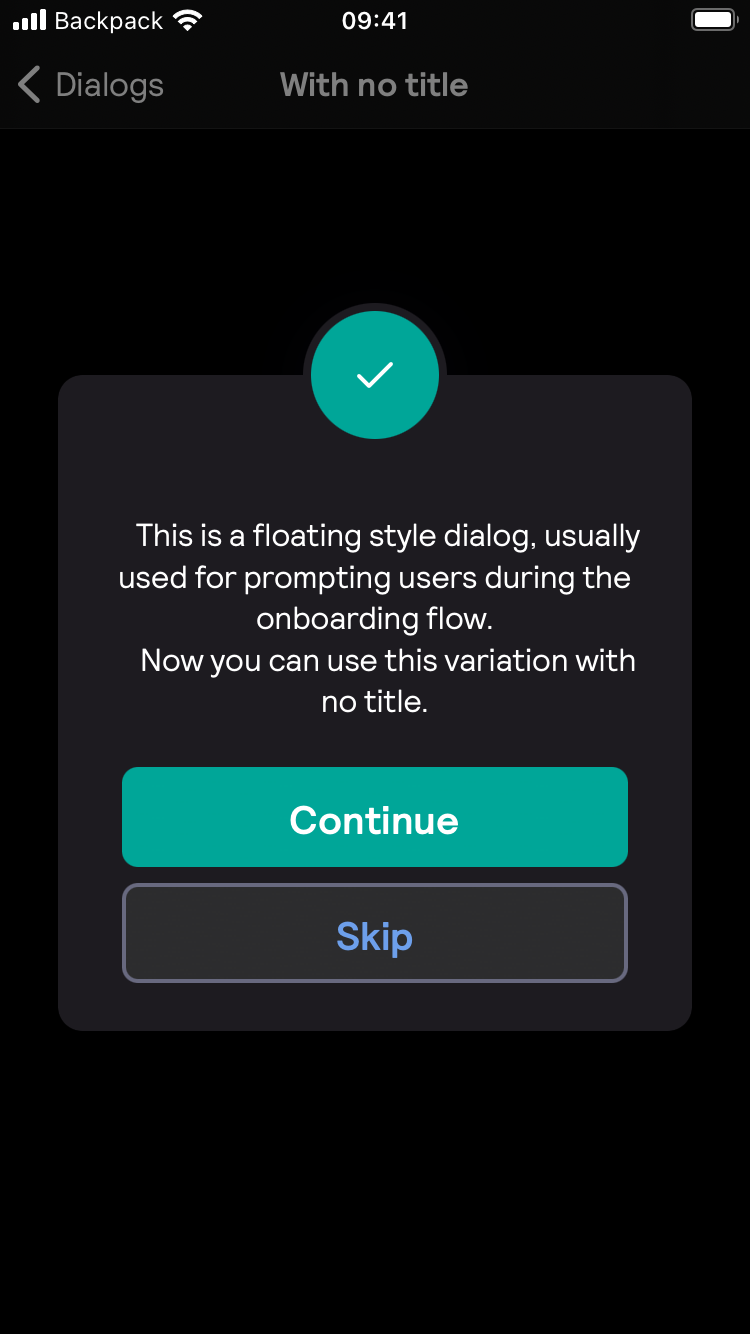 Backpack 09:41
Dialogs With no title
This is a floating style dialog, usually
used for prompting users during the
onboarding flow.
Now you can use this variation with
no title.
Continue
Skip